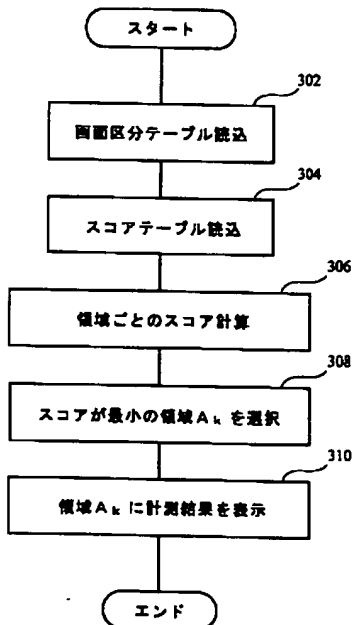 スタート
302
画面区分テーブル読込
304
スコアテーブル読込
306
領域ごとのスコア計算
308
スコアが最小の領域Akを選択
310
領域Akに計測結果を表示
エンド